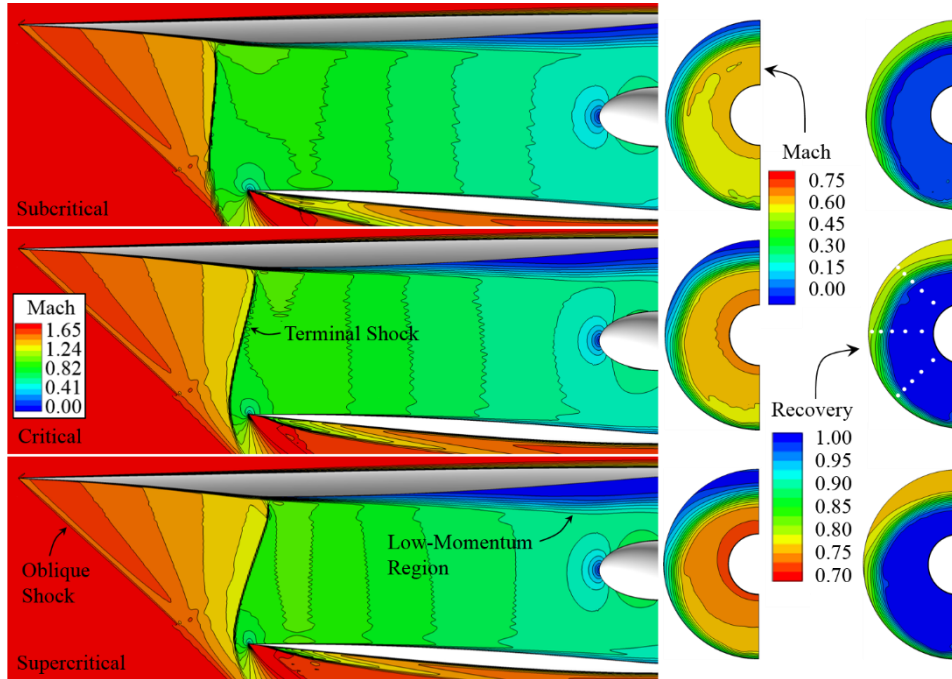 Subcritical
Mach
0.75
0.60
0.45
0.30
0.15
0.00
Mach
1.65
1.24
0.82
0.41
0.00
Terminal Shock
Critical
Recovery
1.00
0.95
0.90
0.85
0.80
0.75
0.70
Oblique
Shock
Low-Momentum
Region
Supercritical